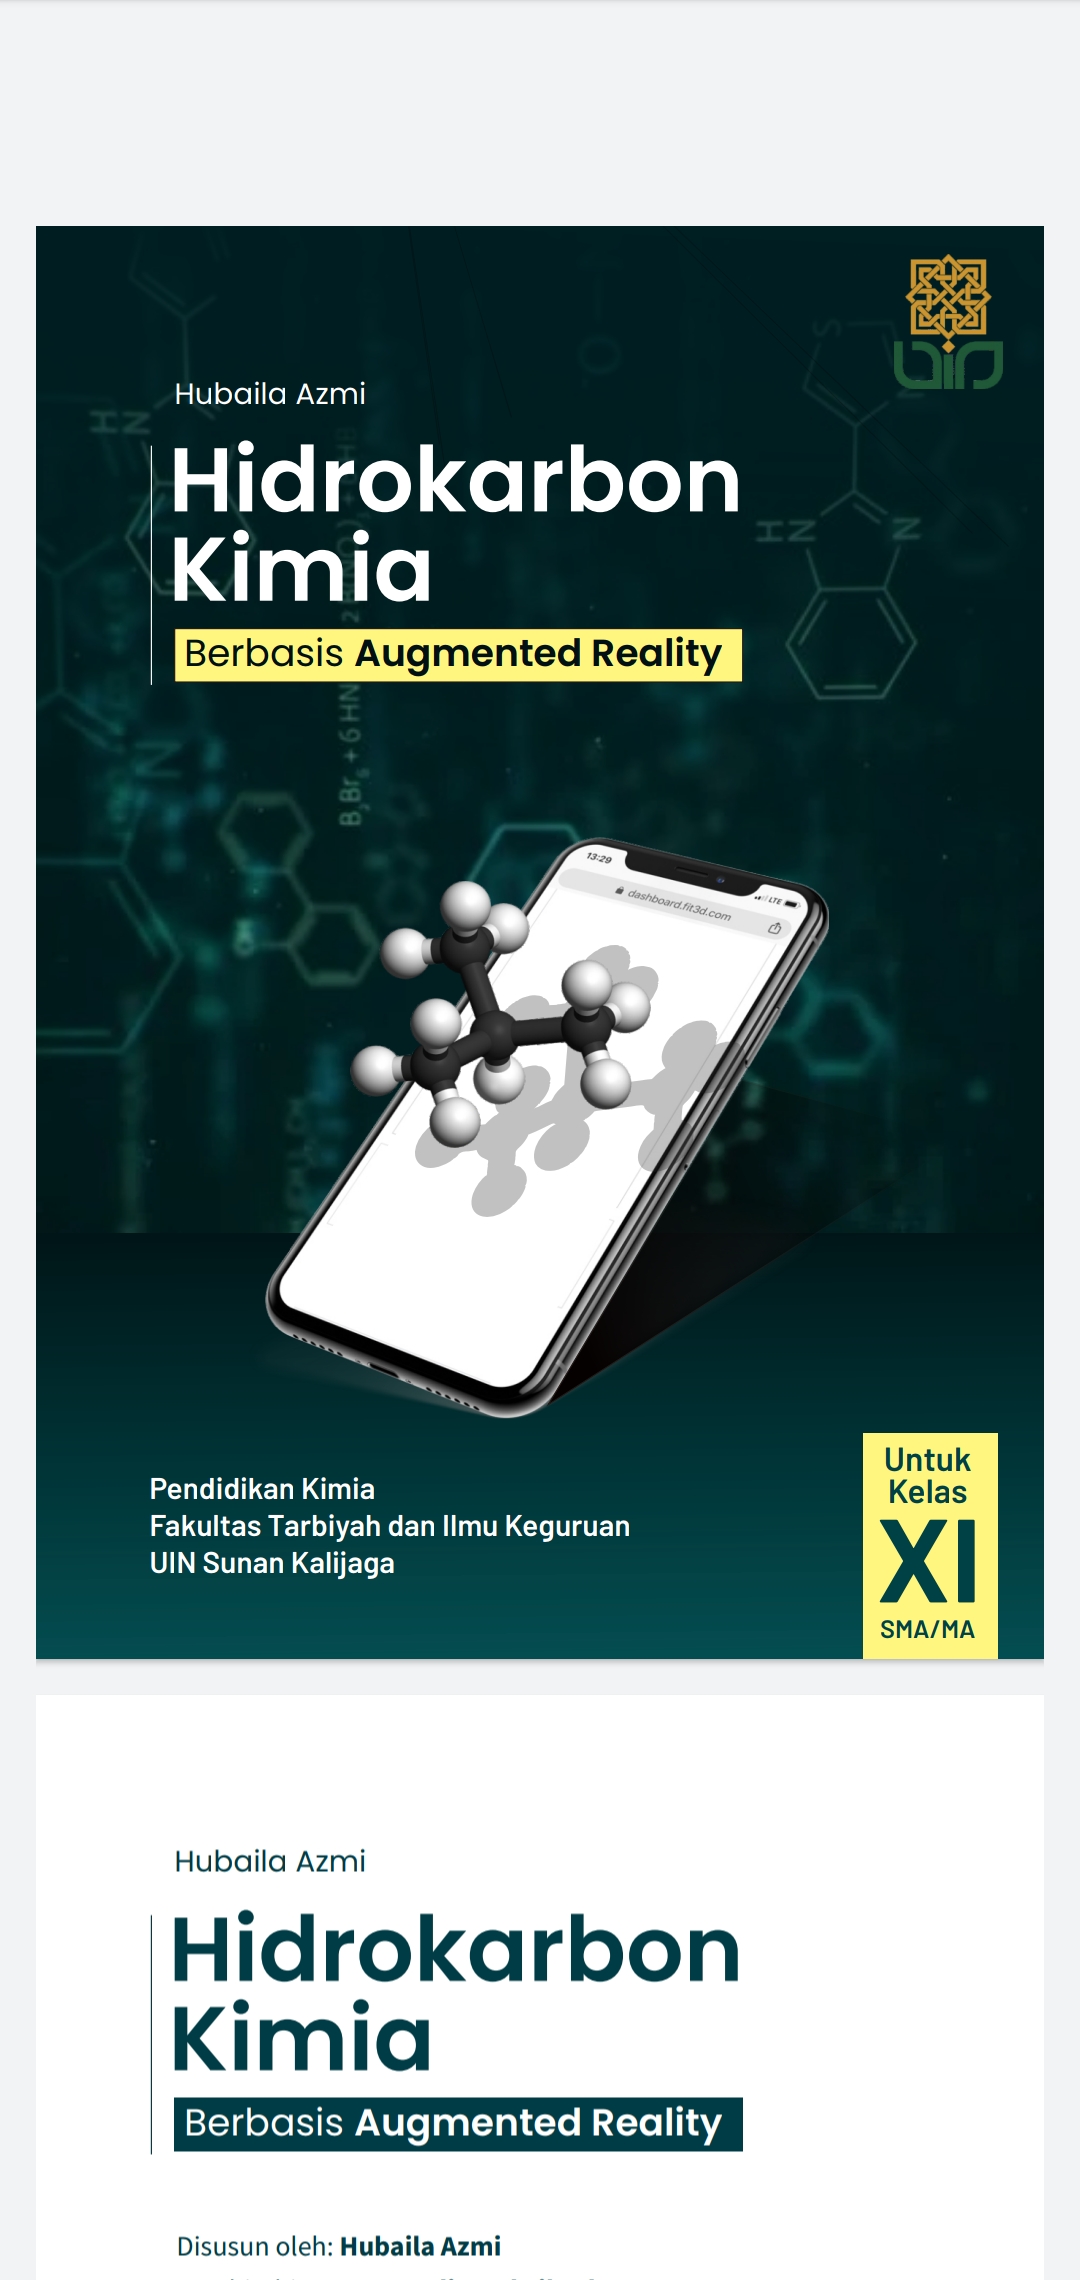 Hubaila Azmi
Hidrokarbon
Kimia
Berbasis Augmented Reality
13:29
LTE
dashboard.fit3d.com
Pendidikan Kimia
Fakultas Tarbiyah dan Ilmu Keguruan
UIN Sunan Kalijaga
Untuk
Kelas
XI
SMA/MA
Hubaila Azmi
Hidrokarbon
Kimia
Berbasis Augmented Reality
Disusun oleh: Hubaila Azmi